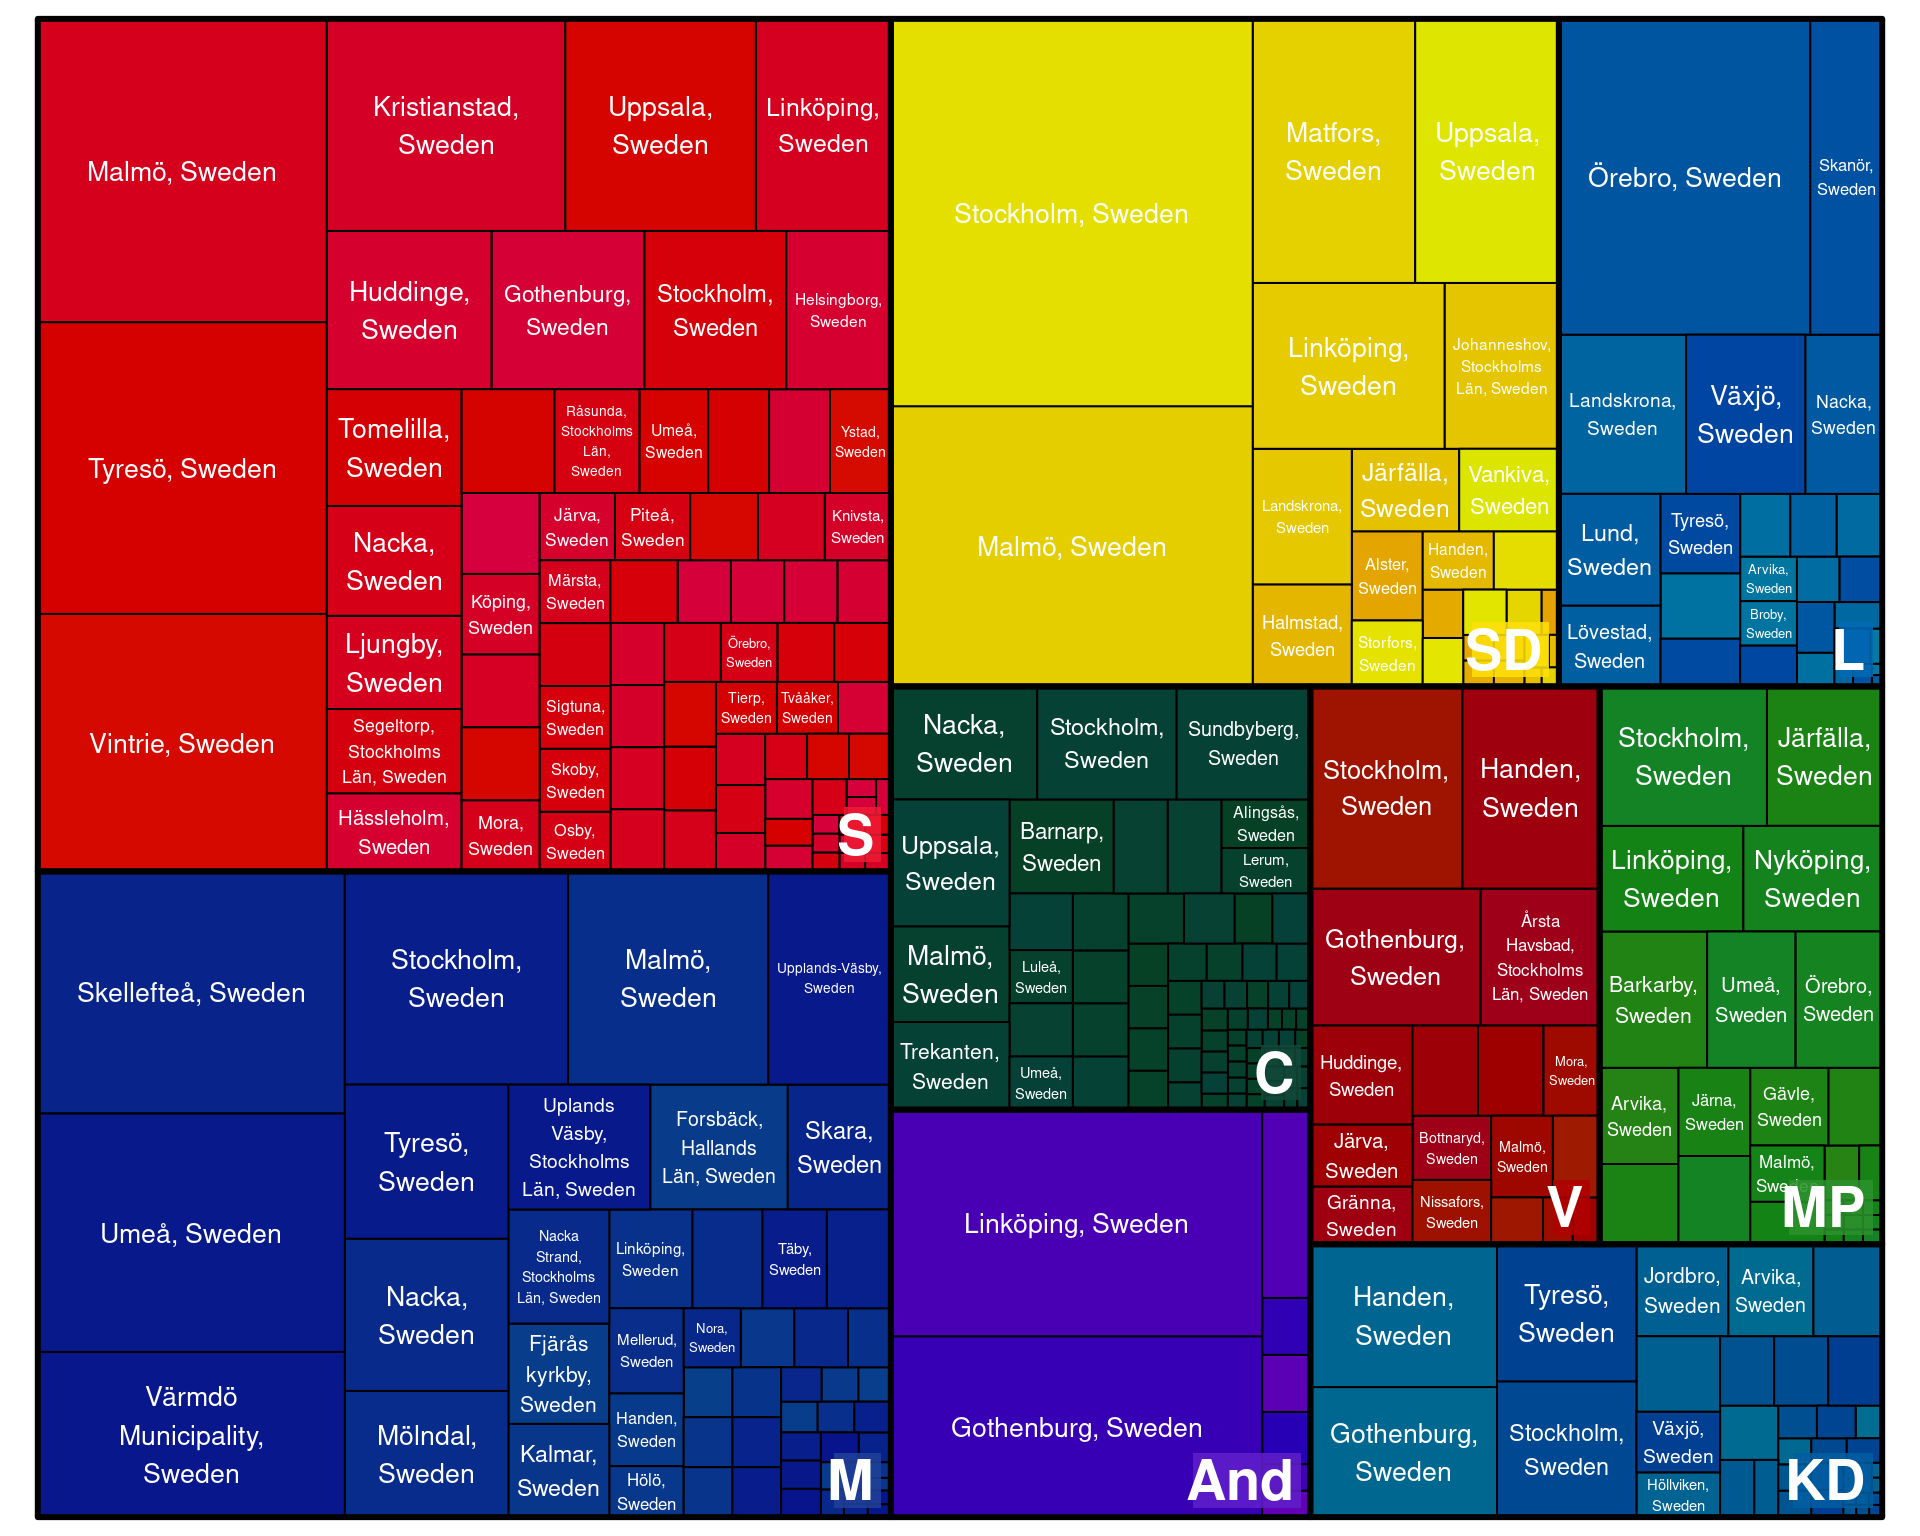 Malmö, Sweden
Tyresö, Sweden
Vintrie, Sweden
Kristianstad,
Sweden
Uppsala,
Sweden
Linköping,
Sweden
Huddinge,
Sweden
Gothenburg,
Sweden
Stockholm,
Sweden
Helsingborg,
Sweden
Tomelilla,
Sweden
Nacka,
Sweden
Ljungby,
Sweden
Segeltorp,
Stockholms
Län, Sweden
Hässleholm,
Sweden
Råsunda,
Stockholms
Län,
Sweden
Umeå,
Sweden
Ystad,
Sweden
Köping,
Sweden
Mora,
Sweden
Järva,
Sweden
Piteå,
Sweden
Knivsta,
Sweden
Märsta,
Sweden
Sigtuna,
Sweden
Skoby,
Sweden
Osby,
Sweden
Örebro,
Sweden
Tierp,
Sweden
Tvååker,
Sweden
S
Stockholm, Sweden
Malmö, Sweden
Matfors,
Sweden
Uppsala,
Sweden
Linköping,
Sweden
Johanneshov,
Stockholms
Län, Sweden
Landskrona,
Sweden
Halmstad,
Sweden
Järfälla,
Sweden
Vankiva,
Sweden
Alster,
Sweden
Handen,
Sweden
Storfors,
Sweden
SD
Örebro, Sweden
Skanör,
Sweden
Landskrona,
Sweden
Växjö,
Sweden
Nacka,
Sweden
Lund,
Sweden
Lövestad,
Sweden
Tyresö,
Sweden
Arvika,
Sweden
Broby,
Sweden
L
Skellefteå, Sweden
Umeå, Sweden
Värmdö
Municipality,
Sweden
Stockholm,
Sweden
Malmö,
Sweden
Upplands-Väsby,
Sweden
Tyresö,
Sweden
Nacka,
Sweden
Mölndal,
Sweden
Uplands
Väsby,
Stockholms
Län, Sweden
Forsbäck,
Hallands
Län, Sweden
Skara,
Sweden
Nacka
Strand,
Stockholms
Län, Sweden
Fjärås
kyrkby,
Sweden
Kalmar,
Sweden
Linköping,
Sweden
Täby,
Sweden
Mellerud,
Sweden
Handen,
Sweden
Hölö,
Sweden
Nora,
Sweden
M
Nacka,
Sweden
Stockholm,
Sweden
Sundbyberg,
Sweden
Uppsala,
Sweden
Malmö,
Sweden
Trekanten,
Sweden
Barnarp,
Sweden
Alingsås,
Sweden
Lerum,
Sweden
Luleå,
Sweden
Umeå,
Sweden
C
Linköping, Sweden
Gothenburg, Sweden
And
Stockholm,
Sweden
Handen,
Sweden
Gothenburg,
Sweden
Årsta
Havsbad,
Stockholms
Län, Sweden
Huddinge,
Sweden
Järva,
Sweden
Gränna,
Sweden
Mora,
Sweden
Bottnaryd,
Sweden
Nissafors,
Sweden
Malmö,
Sweden
V
Stockholm,
Sweden
Järfälla,
Sweden
Linköping,
Sweden
Nyköping,
Sweden
Barkarby,
Sweden
Umeå,
Sweden
Örebro,
Sweden
Arvika,
Sweden
Järna,
Sweden
Gävle,
Sweden
Malmö,
Sweden
MP
Handen,
Sweden
Gothenburg,
Sweden
Tyresö,
Sweden
Stockholm,
Sweden
Jordbro,
Sweden
Arvika,
Sweden
Växjö,
Sweden
Höllviken,
Sweden
KD